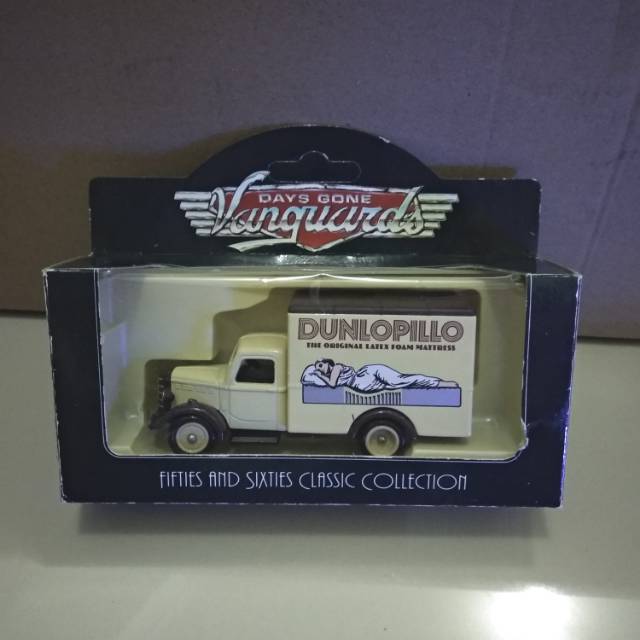 DAYS GONE
Vanguards
DUNLOPILLO
THE ORIGINAL LATEX FOAM MATTRESS
FIFTIES AND SIXTIES CLASSIC COLLECTION